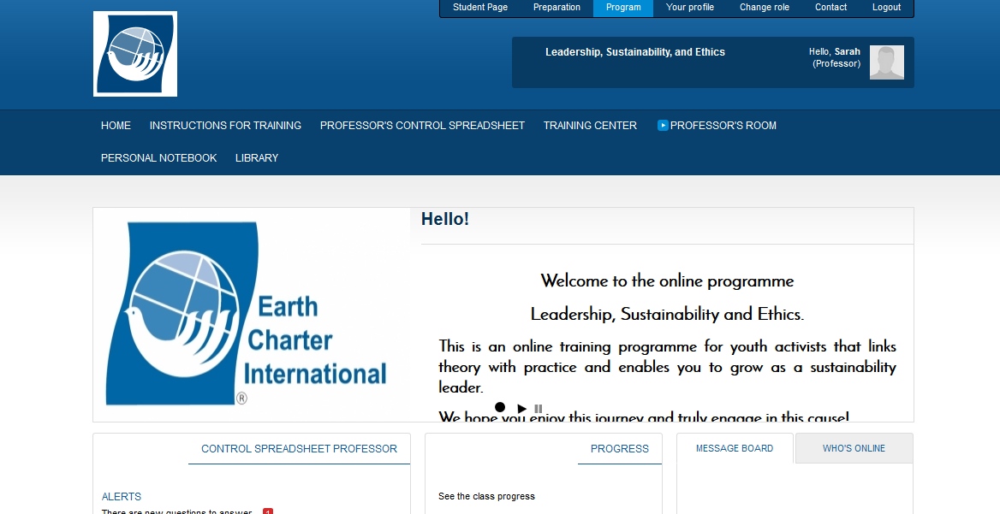 Student Page Preparation Program Your profile Change role Contact Logout
Leadership, Sustainability, and Ethics
Hello, Sarah
(Professor)
HOME INSTRUCTIONS FOR TRAINING PROFESSOR'S CONTROL SPREADSHEET TRAINING CENTER PROFESSOR'S ROOM
PERSONAL NOTEBOOK LIBRARY
Earth
Charter
International
®
Hello!
Welcome to the online programme
Leadership, Sustainability and Ethics.
This is an online training programme for youth activists that links
theory with practice and enables you to grow as a sustainability
leader.
We hope you enjoy this journey and truly engage in this cause!
CONTROL SPREADSHEET PROFESSOR
ALERTS
There are new questions to answer 1
PROGRESS
See the class progress
MESSAGE BOARD WHO'S ONLINE